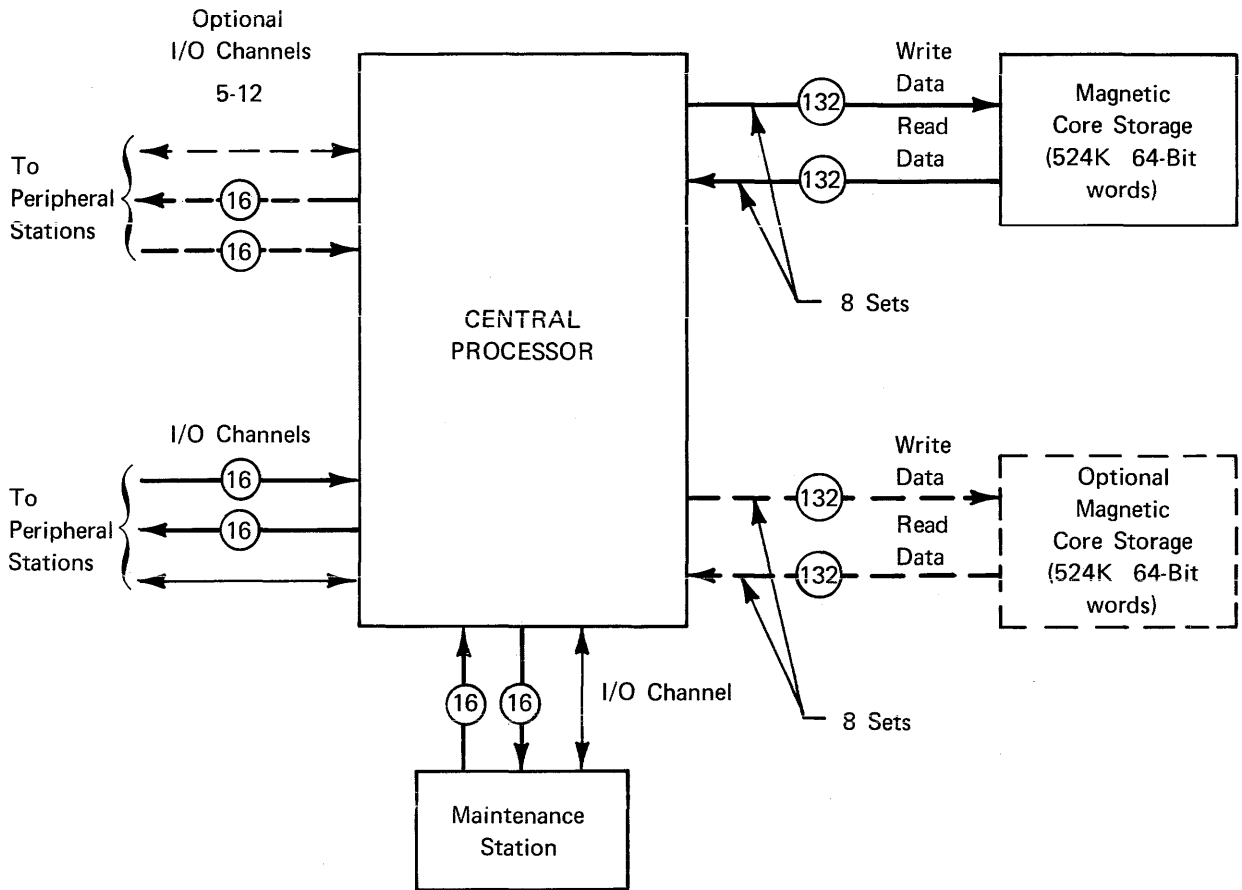 Optional
I/O Channels
5-12
To
Peripheral
Stations
16
16
Write
Data
132
Read
Data
132
8 Sets
Magnetic
Core Storage
(524K 64-Bit
words)
CENTRAL
PROCESSOR
I/O Channels
To
Peripheral
Stations
16
16
Write
Data
132
Read
Data
132
8 Sets
Optional
Magnetic
Core Storage
(524K 64-Bit
words)
16
16
I/O Channel
Maintenance
Station